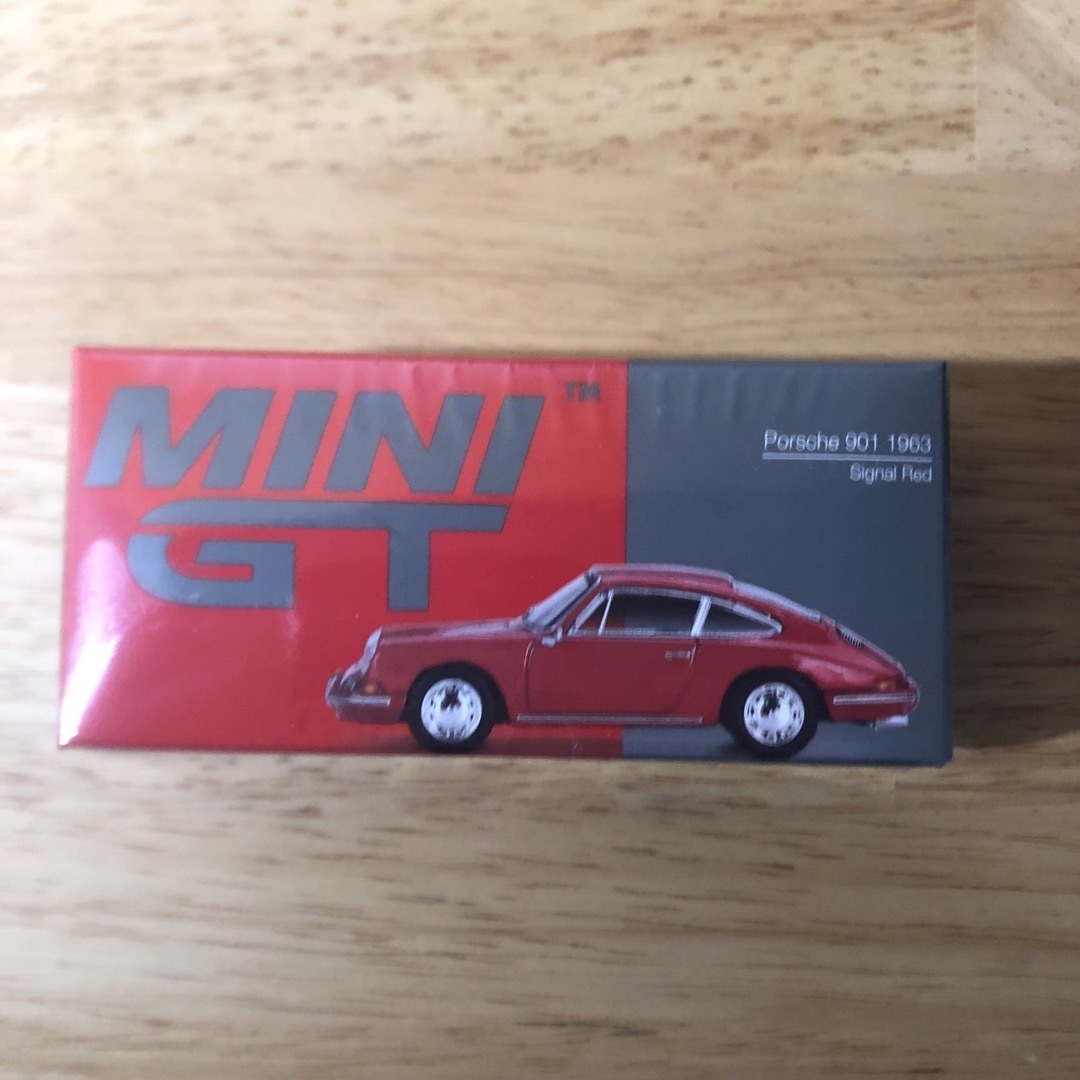 MINI
GT
TM
Porsche 901 1963
Signal Red